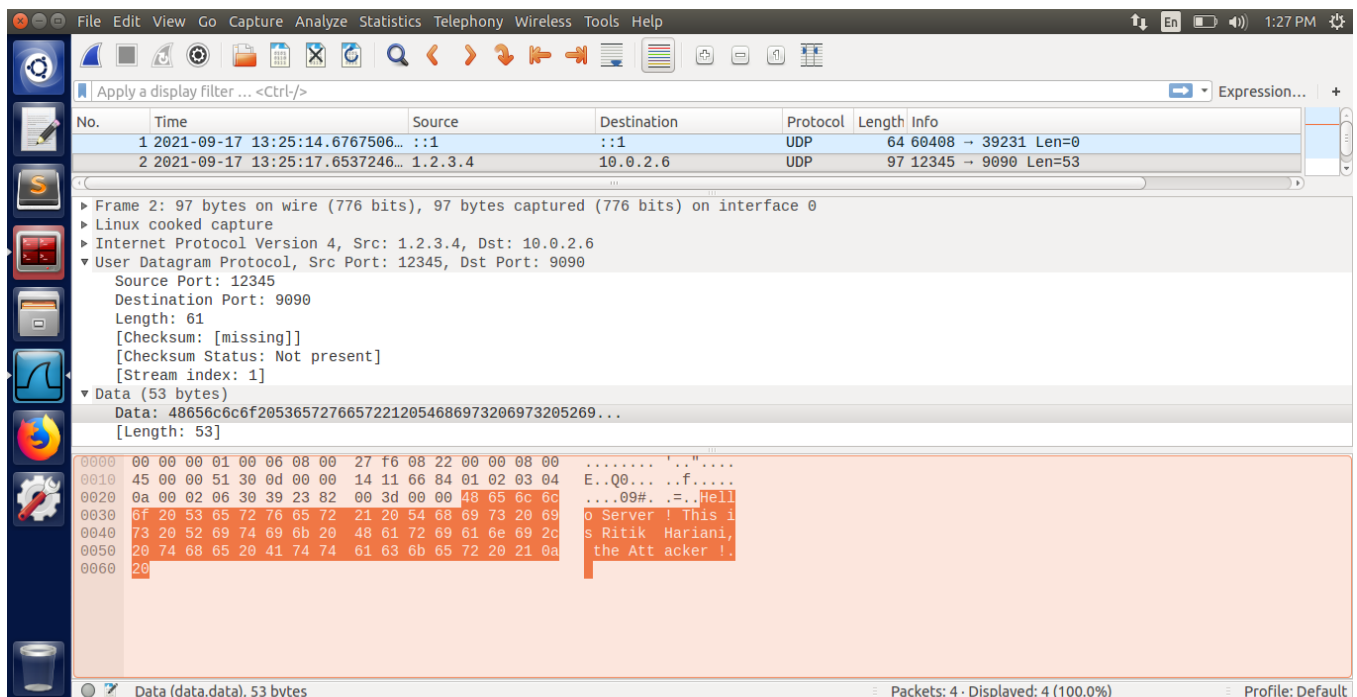 File Edit View Go Capture Analyze Statistics Telephony Wireless Tools Help En 1:27 PM
Apply a display filter … <Ctrl-/> Expression… +
No. Time Source Destination Protocol Length Info
1 2021-09-17 13:25:14.6767506… ::1 ::1 UDP 64 60408 → 39231 Len=0
2 2021-09-17 13:25:17.6537246… 1.2.3.4 10.0.2.6 UDP 97 12345 → 9090 Len=53
Frame 2: 97 bytes on wire (776 bits), 97 bytes captured (776 bits) on interface 0
Linux cooked capture
Internet Protocol Version 4, Src: 1.2.3.4, Dst: 10.0.2.6
User Datagram Protocol, Src Port: 12345, Dst Port: 9090
Source Port: 12345
Destination Port: 9090
Length: 61
[Checksum: [missing]]
[Checksum Status: Not present]
[Stream index: 1]
Data (53 bytes)
Data: 48656c6c6f205365727665722120546869732069732052​69...
[Length: 53]
0000 00 00 00 01 00 06 08 00 27 f6 08 22 00 00 08 00 ........ '.."....
0010 45 00 00 51 30 0d 00 00 14 11 66 84 01 02 03 04 E..Q0... ..f.....
0020 0a 00 02 06 30 39 23 82 00 3d 00 00 48 65 6c 6c ....09#. .=..Hell
0030 6f 20 53 65 72 76 65 72 21 20 54 68 69 73 20 69 o Server ! This i
0040 73 20 52 69 74 69 6b 20 48 61 72 69 61 6e 69 2c s Ritik Hariani,
0050 20 74 68 65 20 41 74 74 61 63 6b 65 72 20 21 0a the Att acker !.
0060 20
Data (data.data), 53 bytes Packets: 4 · Displayed: 4 (100.0%) Profile: Default